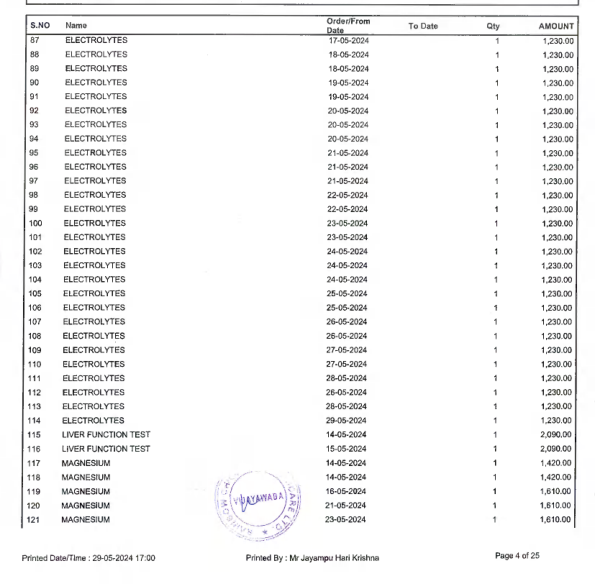 S.NO Name Order/From Date To Date Qty AMOUNT
87 ELECTROLYTES 17-05-2024 1 1,230.00
88 ELECTROLYTES 18-05-2024 1 1,230.00
89 ELECTROLYTES 18-05-2024 1 1,230.00
90 ELECTROLYTES 19-05-2024 1 1,230.00
91 ELECTROLYTES 19-05-2024 1 1,230.00
92 ELECTROLYTES 20-05-2024 1 1,230.00
93 ELECTROLYTES 20-05-2024 1 1,230.00
94 ELECTROLYTES 20-05-2024 1 1,230.00
95 ELECTROLYTES 21-05-2024 1 1,230.00
96 ELECTROLYTES 21-05-2024 1 1,230.00
97 ELECTROLYTES 21-05-2024 1 1,230.00
98 ELECTROLYTES 22-05-2024 1 1,230.00
99 ELECTROLYTES 22-05-2024 1 1,230.00
100 ELECTROLYTES 23-05-2024 1 1,230.00
101 ELECTROLYTES 23-05-2024 1 1,230.00
102 ELECTROLYTES 24-05-2024 1 1,230.00
103 ELECTROLYTES 24-05-2024 1 1,230.00
104 ELECTROLYTES 24-05-2024 1 1,230.00
105 ELECTROLYTES 25-05-2024 1 1,230.00
106 ELECTROLYTES 25-05-2024 1 1,230.00
107 ELECTROLYTES 26-05-2024 1 1,230.00
108 ELECTROLYTES 26-05-2024 1 1,230.00
109 ELECTROLYTES 27-05-2024 1 1,230.00
110 ELECTROLYTES 27-05-2024 1 1,230.00
111 ELECTROLYTES 28-05-2024 1 1,230.00
112 ELECTROLYTES 28-05-2024 1 1,230.00
113 ELECTROLYTES 28-05-2024 1 1,230.00
114 ELECTROLYTES 29-05-2024 1 1,230.00
115 LIVER FUNCTION TEST 14-05-2024 1 2,090.00
116 LIVER FUNCTION TEST 15-05-2024 1 2,090.00
117 MAGNESIUM 14-05-2024 1 1,420.00
118 MAGNESIUM 14-05-2024 1 1,420.00
119 MAGNESIUM 16-05-2024 1 1,610.00
120 MAGNESIUM 21-05-2024 1 1,610.00
121 MAGNESIUM 23-05-2024 1 1,610.00
VIJAYAWADA
Printed Date/Time : 29-05-2024 17:00 Printed By : Mr Jayampu Hari Krishna Page 4 of 25